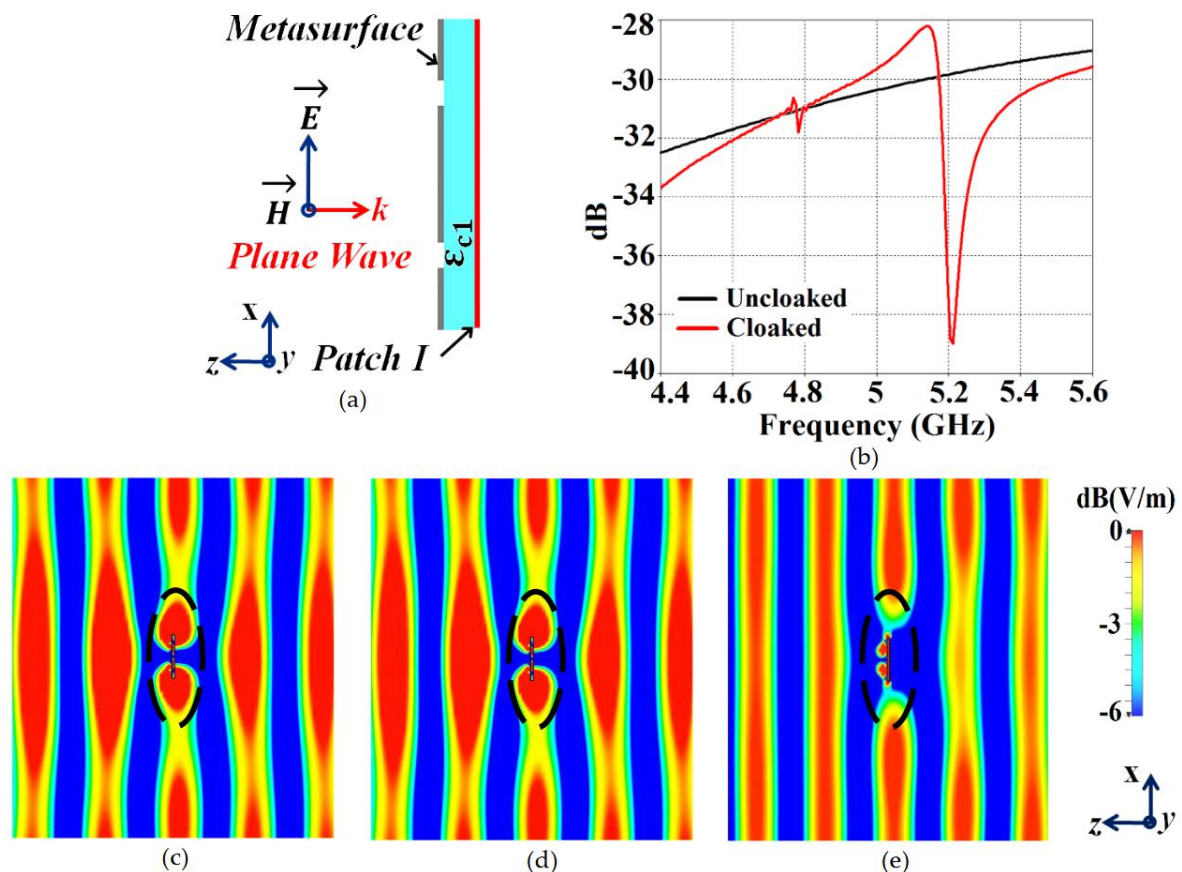 Metasurface
E
H
k
Plane Wave
ε c1
x
z
y
Patch I
(a)
-28
-30
-32
-34
-36
-38
-40
dB
Uncloaked
Cloaked
4.4 4.6 4.8 5 5.2 5.4 5.6
Frequency (GHz)
(b)
dB(V/m)
0
-3
-6
x
z
y
(c)
(d)
(e)